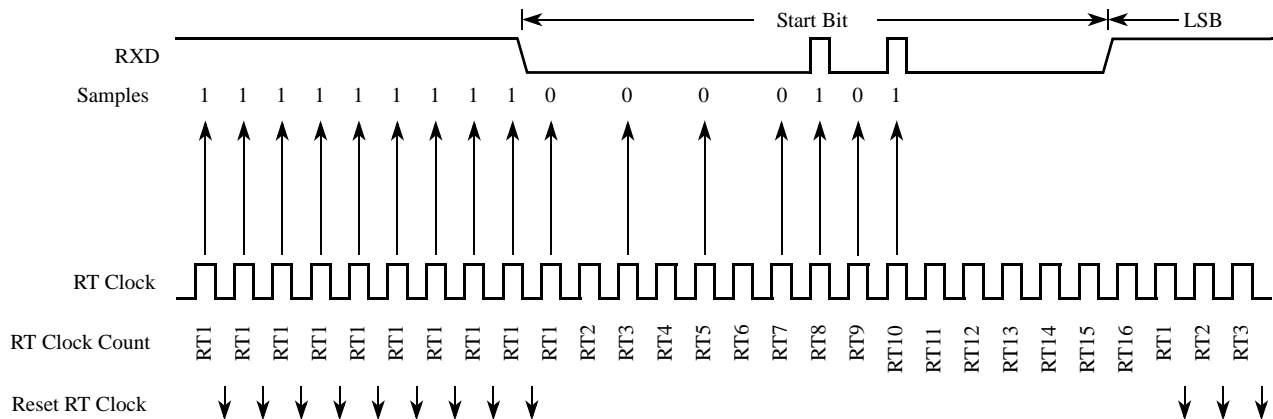 Start Bit LSB
RXD
Samples 1 1 1 1 1 1 1 1 1 0 0 0 0 1 0 1
RT Clock
RT Clock Count RT1 RT1 RT1 RT1 RT1 RT1 RT1 RT1 RT1 RT1 RT2 RT3 RT4 RT5 RT6 RT7 RT8 RT9 RT10 RT11 RT12 RT13 RT14 RT15 RT16 RT1 RT2 RT3
Reset RT Clock